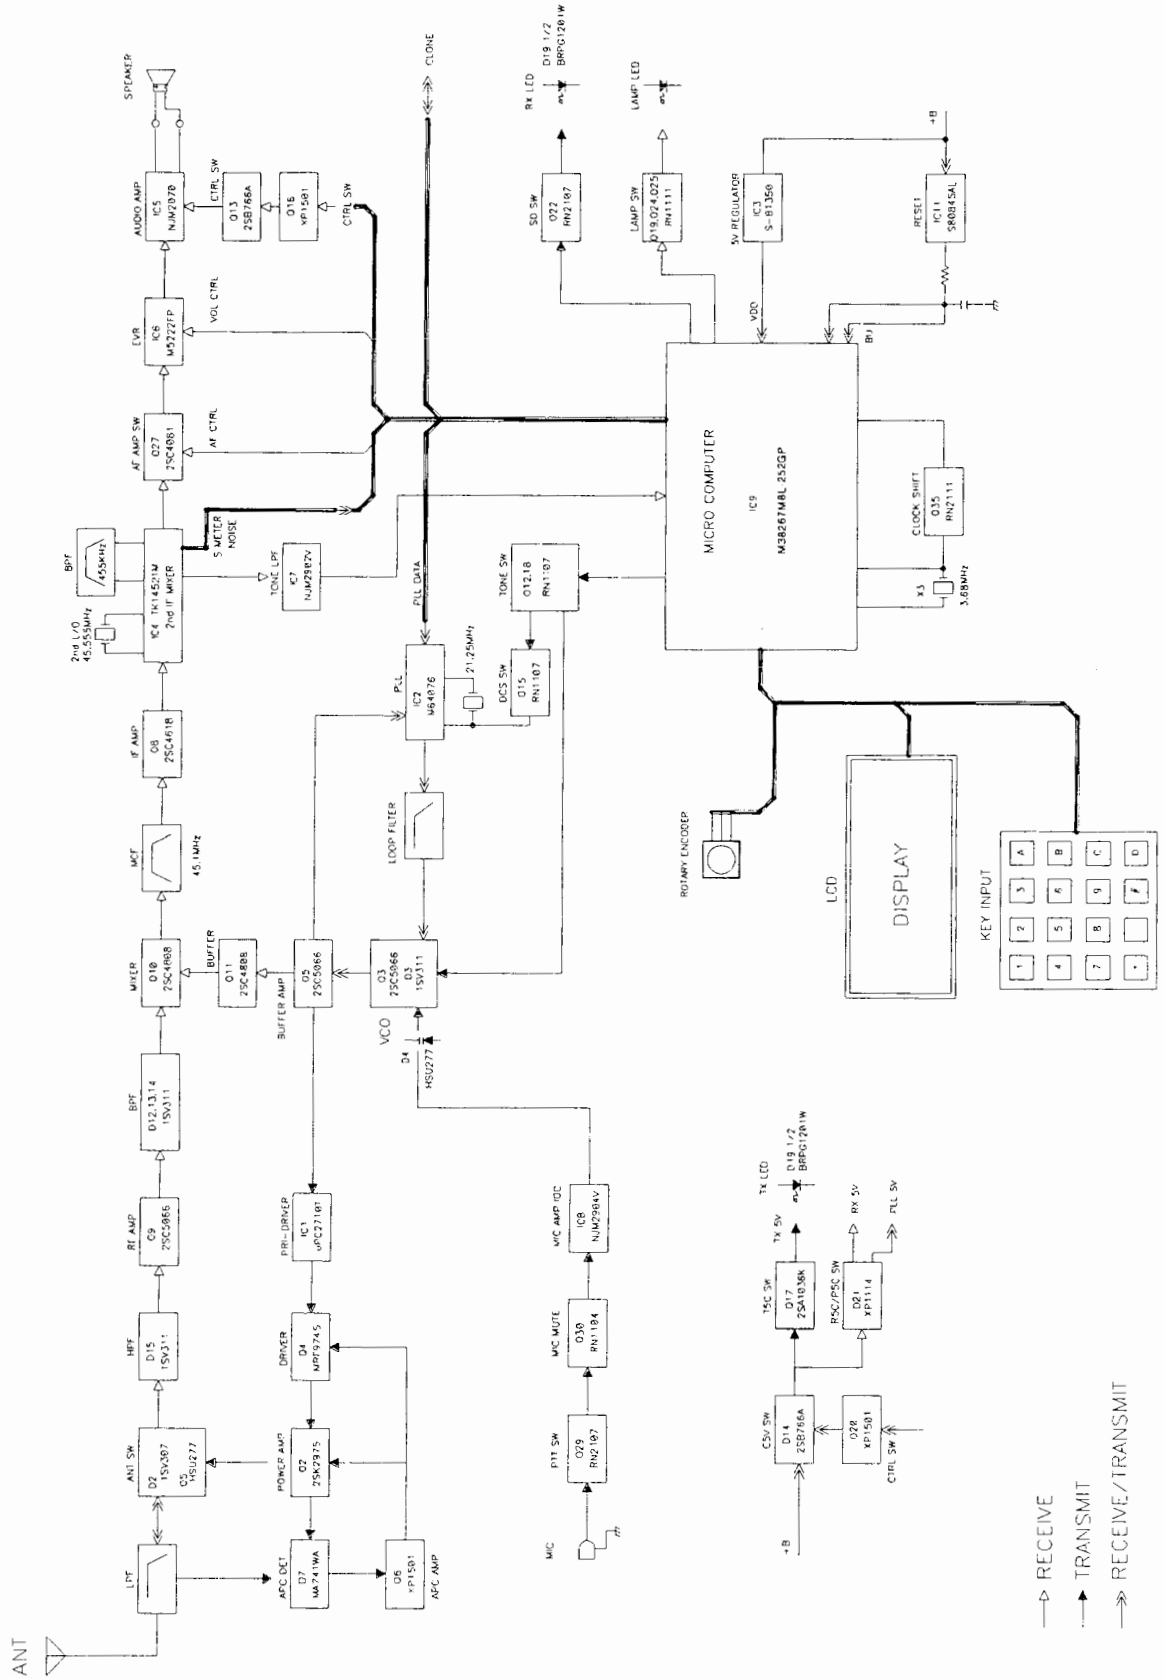 ANT
LPF
ANT SW
D2
1SV307
D5
HSU277
HPF
D15
1SV311
RF AMP
Q9
2SC5066
BPF
D12,13,14
1SV311
MIXER
Q10
2SC4808
MCF
45.1MHz
IF AMP
Q8
2SC4618
2nd L/O
45.555MHz
BPF
455KHz
IC4 TK14521M
2nd IF MIXER
AF AMP SW
Q27
2SC4081
EVR
IC6
M5222FP
AUDIO AMP
IC5
NJM2070
SPEAKER
S METER
NOISE
AF CTRL
VOL CTRL
CTRL SW
Q13
2SB766A
Q16
XP1501
CTRL SW
TONE LPF
IC7
NJM2902V
BUFFER
Q11
2SC4808
BUFFER AMP
Q5
2SC5066
APC DET
D7
MA741WA
POWER AMP
Q2
2SK2975
DRIVER
Q4
MRF9745
PRI-DRIVER
IC1
uPC2710T
Q6
XP1501
APC AMP
VCO
Q3
2SC5066
D3
1SV311
D4
HSU277
LOOP FILTER
PLL
IC2
M64076
21.25MHz
PLL DATA
CLONE
DCS SW
Q15
RN1107
TONE SW
Q12,18
RN1107
SD SW
Q22
RN2107
RX LED
D19 1/2
BRPG1201W
LAMP SW
Q19,Q24,Q25
RN1111
LAMP LED
MIC
PTT SW
Q29
RN2107
MIC MUTE
Q30
RN1104
MIC AMP IDC
IC8
NJM2904V
MICRO COMPUTER
IC9
M38267M8L-252GP
5V REGULATOR
IC3
S-81350
VDD
RESET
IC11
S8084SAL
+B
BU
CLOCK SHIFT
Q35
RN2111
X3
3.68MHz
ROTARY ENCODER
LCD
DISPLAY
KEY INPUT
1 2 3 A
4 5 6 B
7 8 9 C
* # D
+B
C5V SW
Q14
2SB766A
Q20
XP1501
CTRL SW
T5C SW
Q17
2SA1036K
TX 5V
TX LED
D19 1/2
BRPG1201W
R5C/P5C SW
Q21
XP1114
RX 5V
PLL 5V
RECEIVE
TRANSMIT
RECEIVE/TRANSMIT